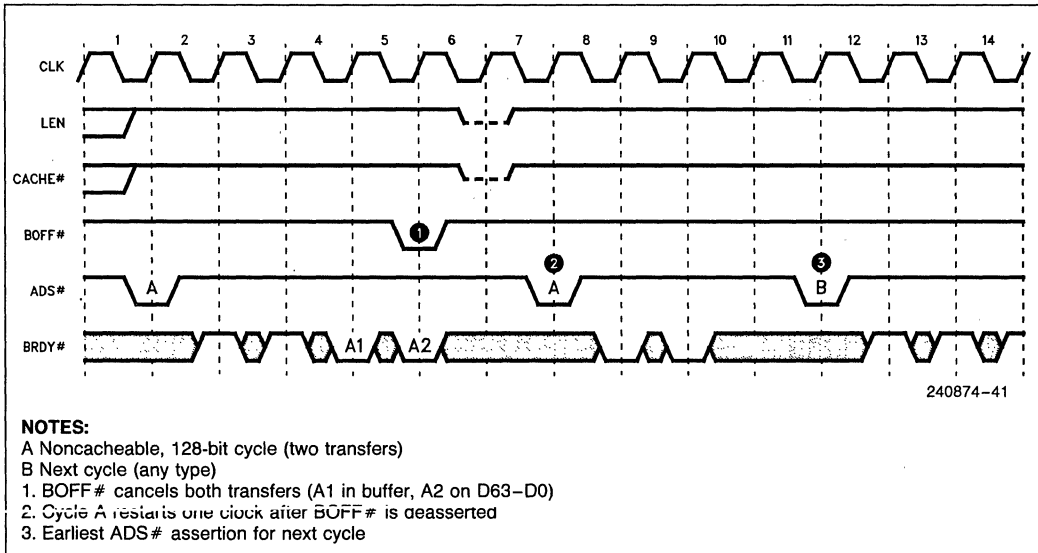 1 2 3 4 5 6 7 8 9 10 11 12 13 14
CLK
LEN
CACHE#
BOFF# 1
2 3
ADS# A A B
BRDY# A1 A2
240874-41
NOTES:
A Noncacheable, 128-bit cycle (two transfers)
B Next cycle (any type)
1. BOFF# cancels both transfers (A1 in buffer, A2 on D63–D0)
2. Cycle A restarts one clock after BOFF# is deasserted
3. Earliest ADS# assertion for next cycle